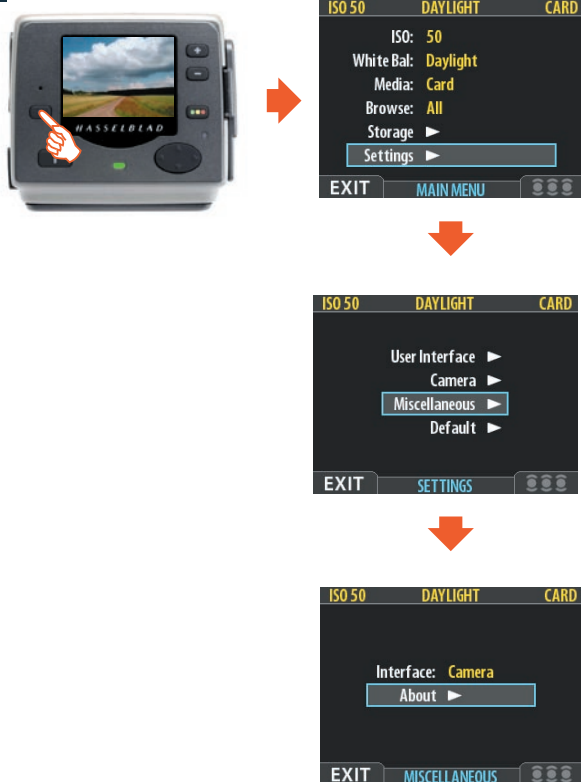 HASSELBLAD
ISO 50 DAYLIGHT CARD
ISO: 50
White Bal: Daylight
Media: Card
Browse: All
Storage
Settings
EXIT MAIN MENU
ISO 50 DAYLIGHT CARD
User Interface
Camera
Miscellaneous
Default
EXIT SETTINGS
ISO 50 DAYLIGHT CARD
Interface: Camera
About
EXIT MISCELLANEOUS